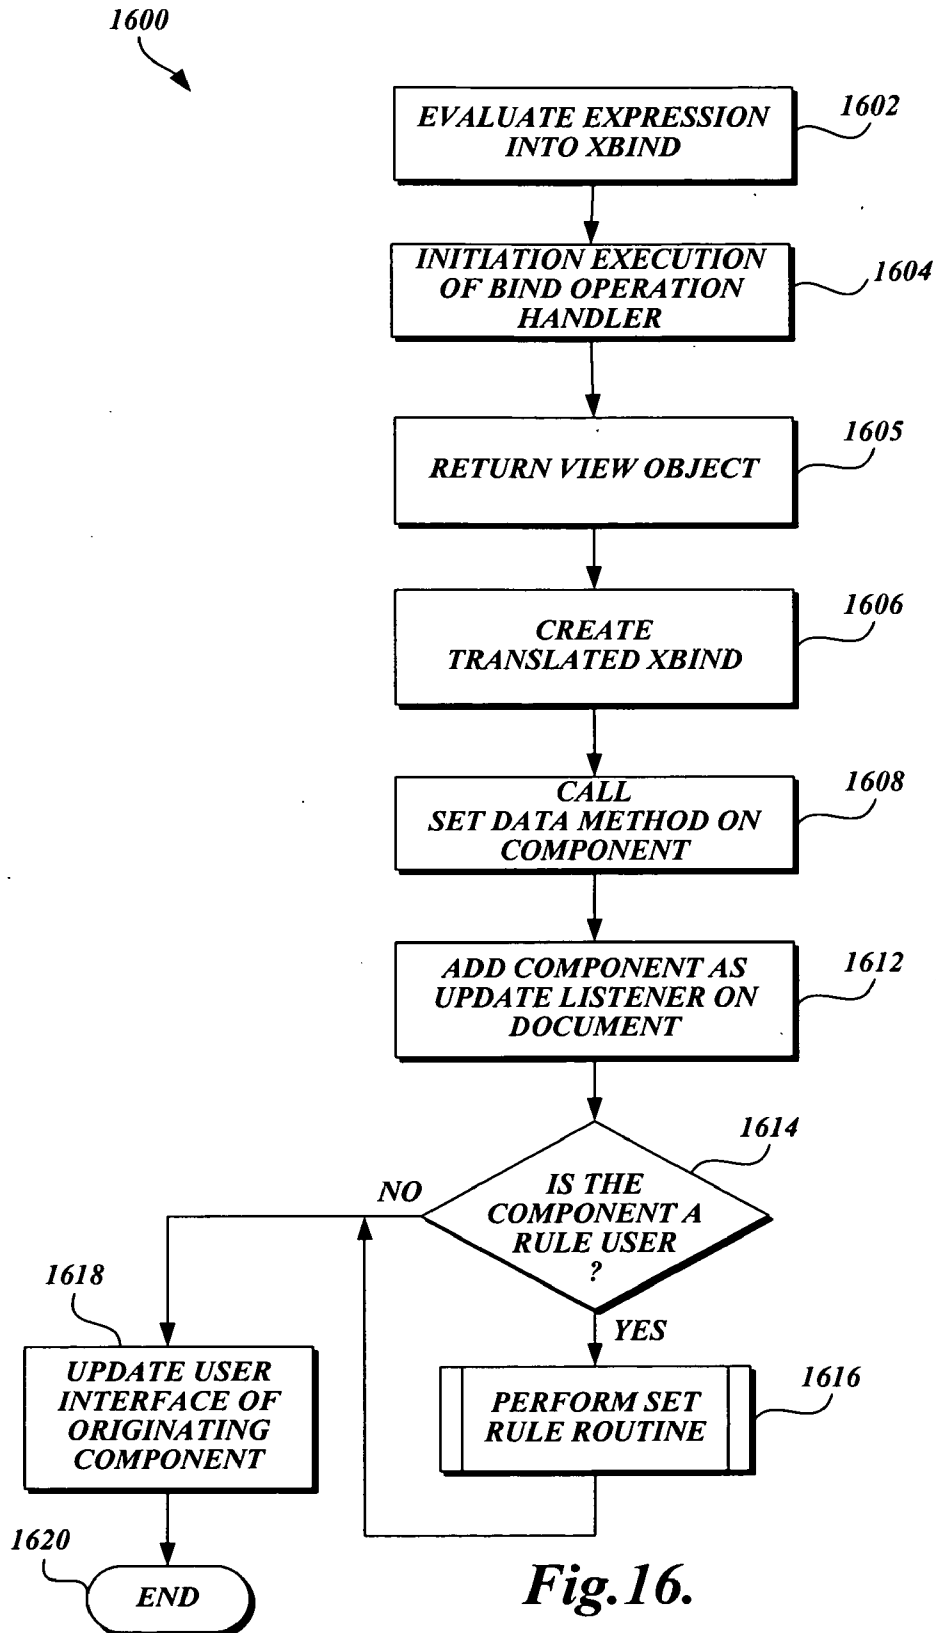 1600
EVALUATE EXPRESSION
INTO XBIND
1602
INITIATION EXECUTION
OF BIND OPERATION
HANDLER
1604
RETURN VIEW OBJECT
1605
CREATE
TRANSLATED XBIND
1606
CALL
SET DATA METHOD ON
COMPONENT
1608
ADD COMPONENT AS
UPDATE LISTENER ON
DOCUMENT
1612
IS THE
COMPONENT A
RULE USER
?
1614
NO
YES
PERFORM SET
RULE ROUTINE
1616
1618
UPDATE USER
INTERFACE OF
ORIGINATING
COMPONENT
1620
END
Fig.16.